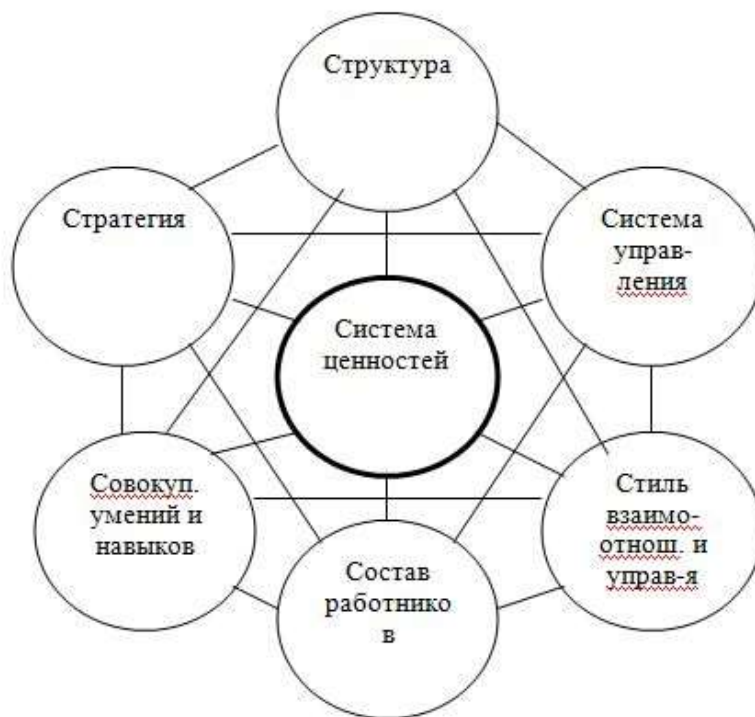 Структура
Стратегия
Система
управ-
ления
Система
ценностей
Совокуп.
умений и
навыков
Стиль
взаимо-
отнош. и
управ-я
Состав
работнико
в